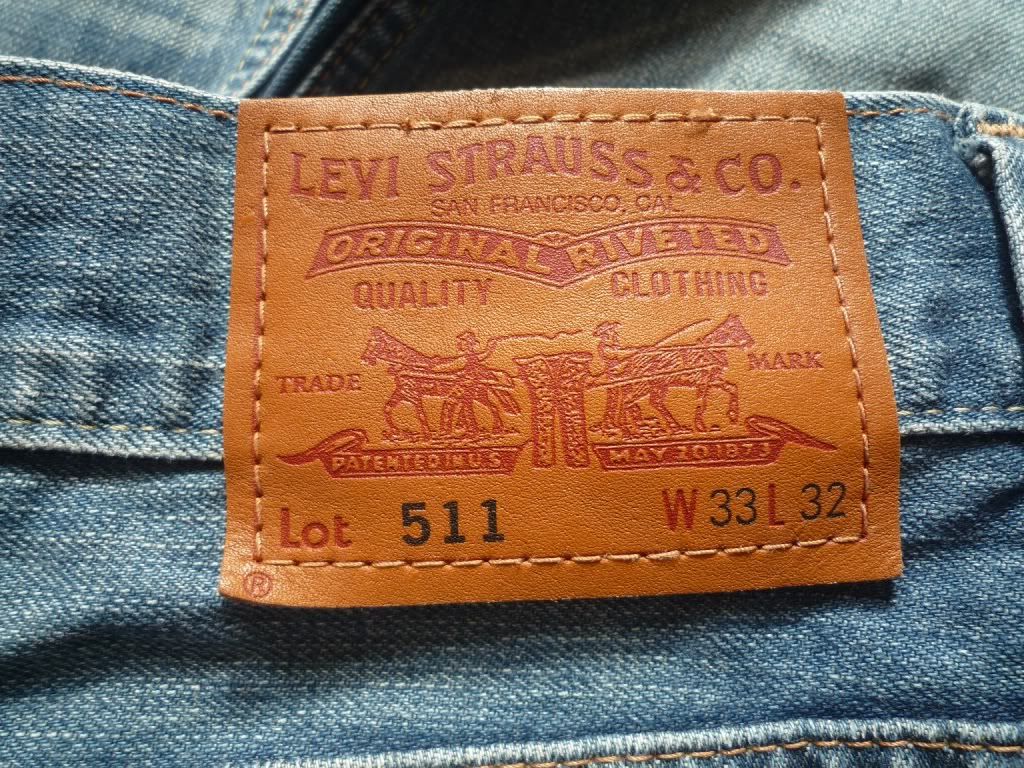 LEVI STRAUSS & CO.
SAN FRANCISCO, CAL
ORIGINAL RIVETED
QUALITY CLOTHING
TRADE MARK
PATENTED IN U.S MAY 20 1873
Lot 511 W 33 L 32
®